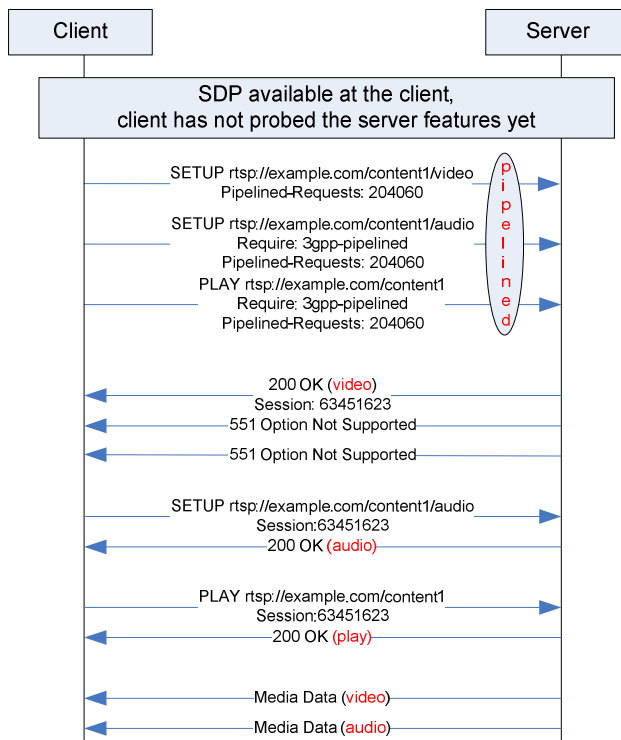 Client
Server
SDP available at the client,
client has not probed the server features yet
SETUP rtsp://example.com/content1/video
Pipelined-Requests: 204060
SETUP rtsp://example.com/content1/audio
Require: 3gpp-pipelined
Pipelined-Requests: 204060
PLAY rtsp://example.com/content1
Require: 3gpp-pipelined
Pipelined-Requests: 204060
pipelined
200 OK (video)
Session: 63451623
551 Option Not Supported
551 Option Not Supported
SETUP rtsp://example.com/content1/audio
Session:63451623
200 OK (audio)
PLAY rtsp://example.com/content1
Session:63451623
200 OK (play)
Media Data (video)
Media Data (audio)